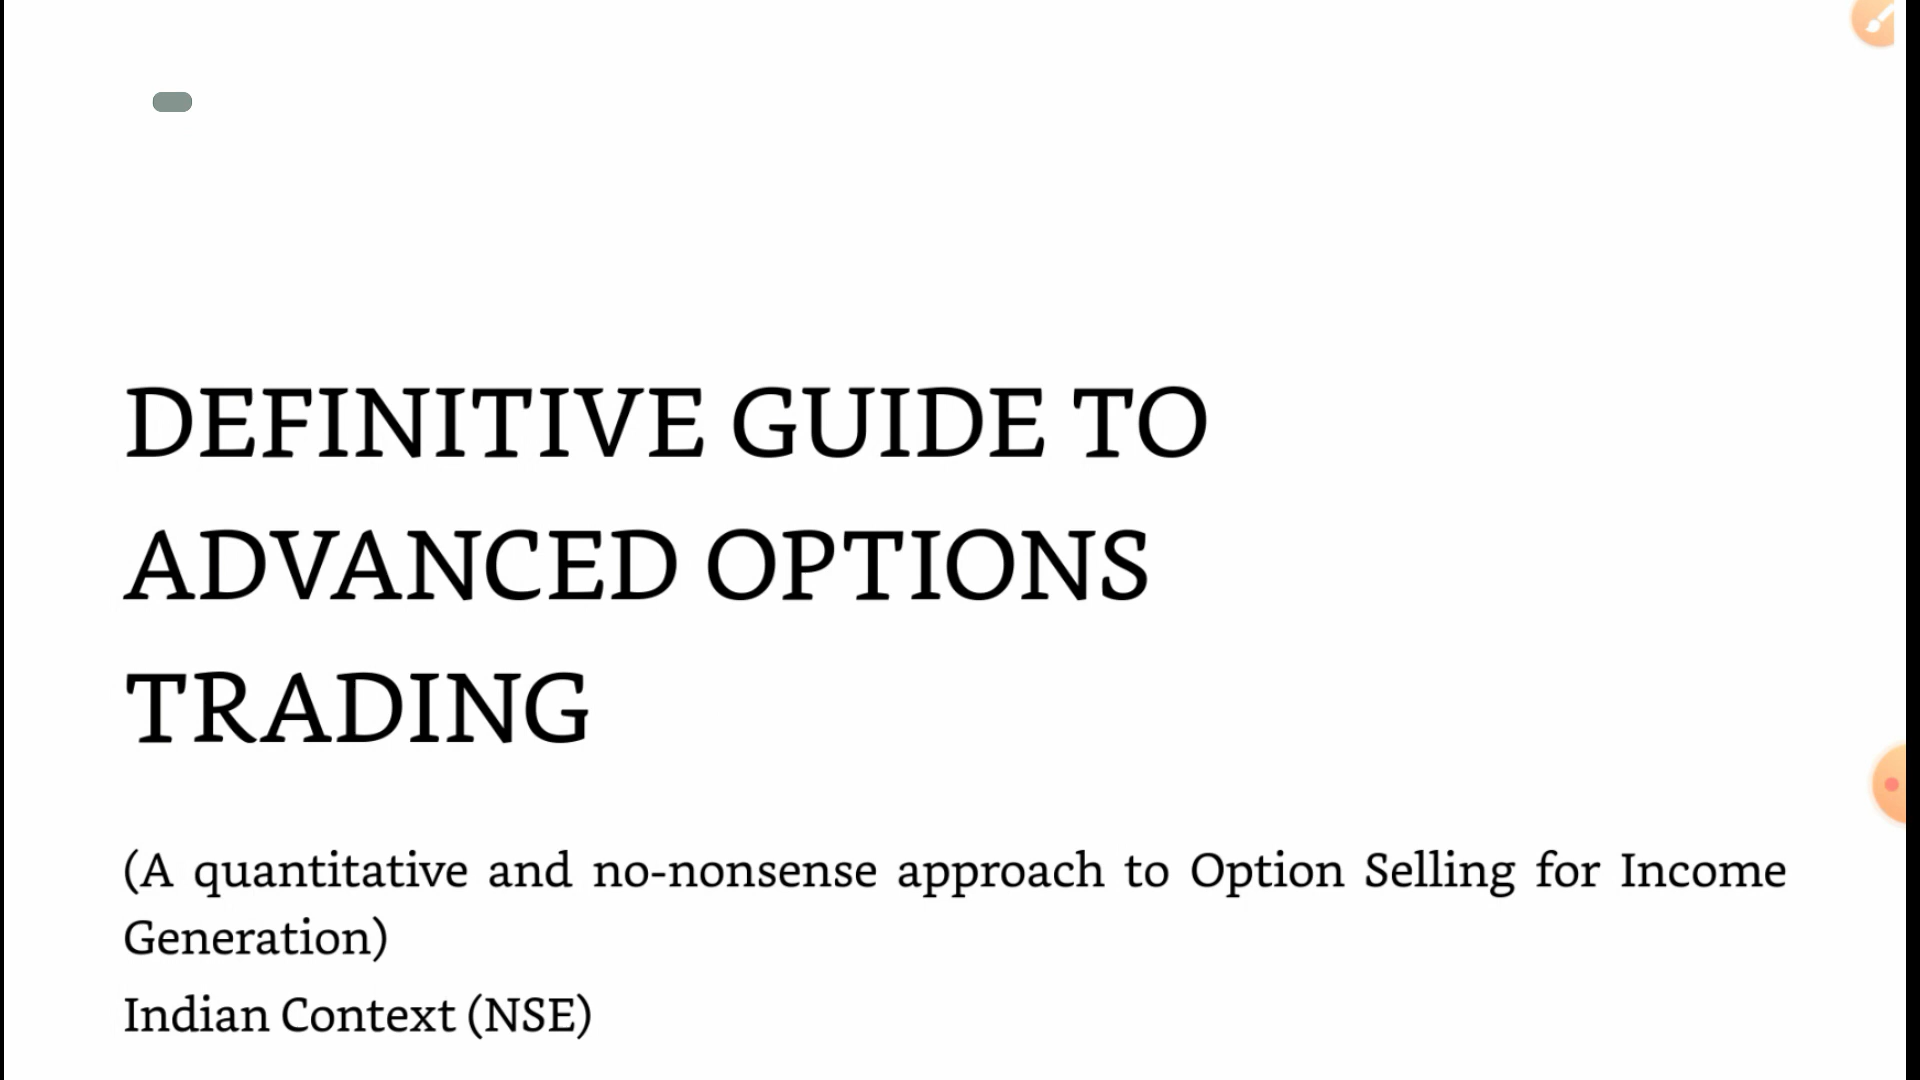 DEFINITIVE GUIDE TO
ADVANCED OPTIONS
TRADING
(A quantitative and no-nonsense approach to Option Selling for Income
Generation)
Indian Context (NSE)